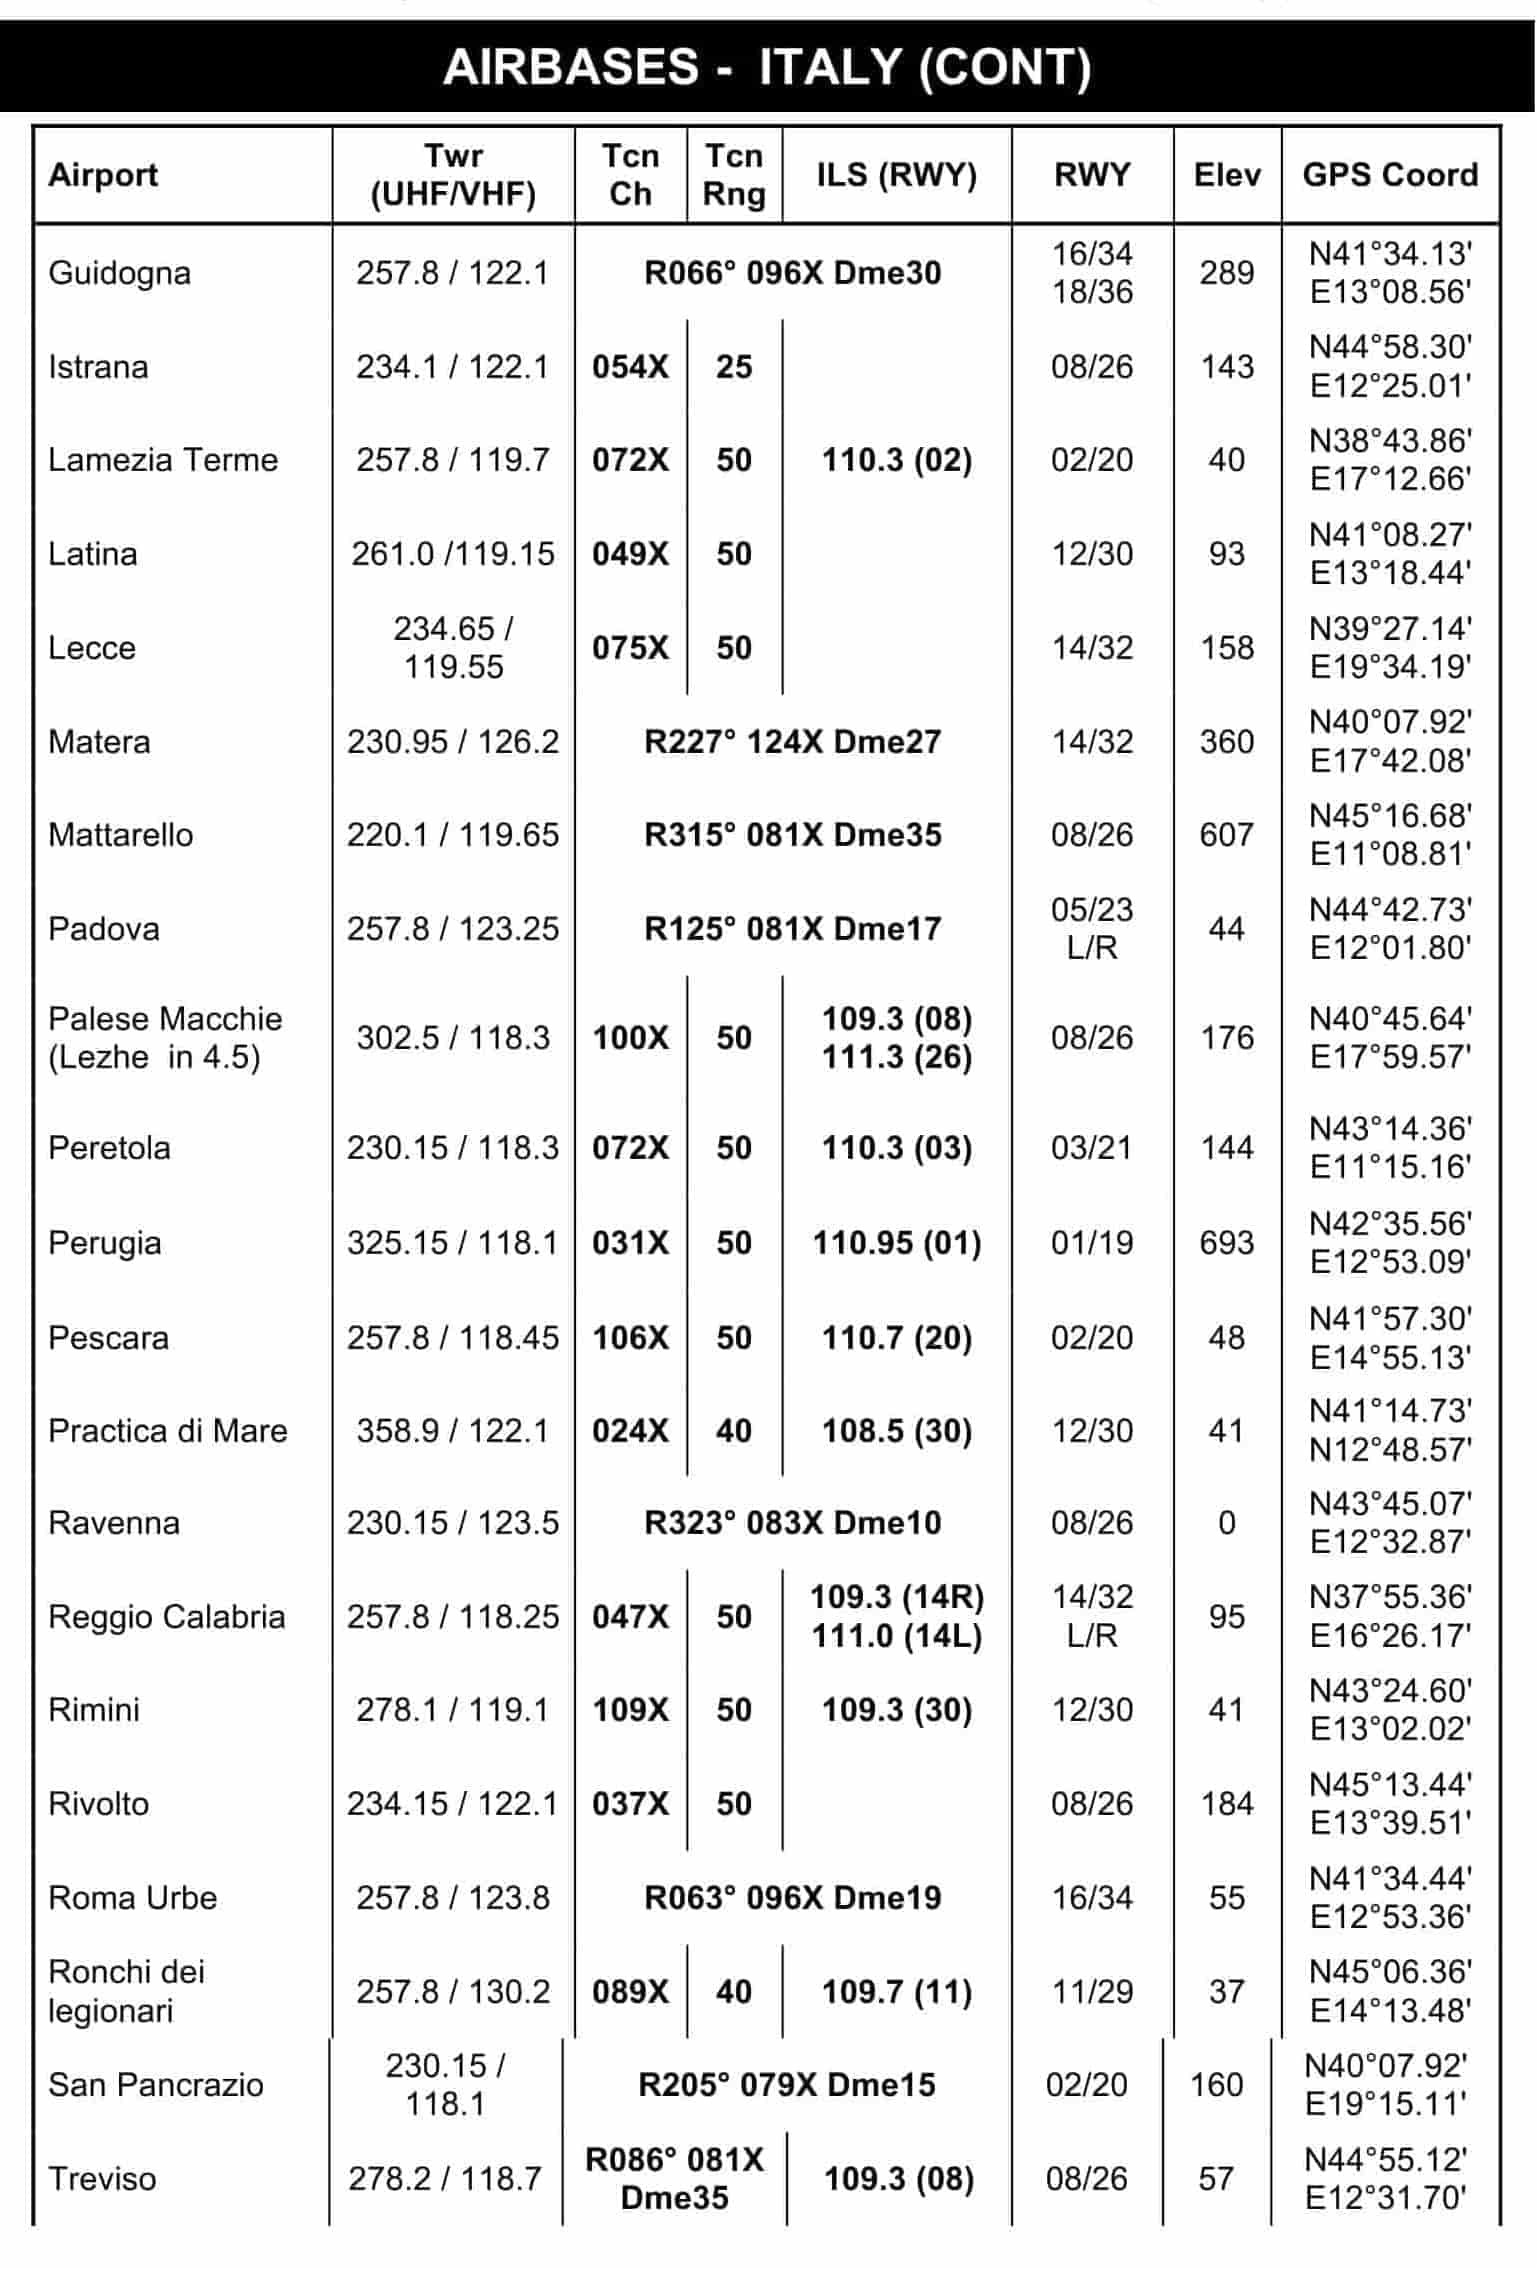 AIRBASES - ITALY (CONT)
Airport Twr (UHF/VHF) Tcn Ch Tcn Rng ILS (RWY) RWY Elev GPS Coord
Guidogna 257.8 / 122.1 R066° 096X Dme30 16/34 18/36 289 N41°34.13' E13°08.56'
Istrana 234.1 / 122.1 054X 25 08/26 143 N44°58.30' E12°25.01'
Lamezia Terme 257.8 / 119.7 072X 50 110.3 (02) 02/20 40 N38°43.86' E17°12.66'
Latina 261.0 /119.15 049X 50 12/30 93 N41°08.27' E13°18.44'
Lecce 234.65 / 119.55 075X 50 14/32 158 N39°27.14' E19°34.19'
Matera 230.95 / 126.2 R227° 124X Dme27 14/32 360 N40°07.92' E17°42.08'
Mattarello 220.1 / 119.65 R315° 081X Dme35 08/26 607 N45°16.68' E11°08.81'
Padova 257.8 / 123.25 R125° 081X Dme17 05/23 L/R 44 N44°42.73' E12°01.80'
Palese Macchie (Lezhe in 4.5) 302.5 / 118.3 100X 50 109.3 (08) 111.3 (26) 08/26 176 N40°45.64' E17°59.57'
Peretola 230.15 / 118.3 072X 50 110.3 (03) 03/21 144 N43°14.36' E11°15.16'
Perugia 325.15 / 118.1 031X 50 110.95 (01) 01/19 693 N42°35.56' E12°53.09'
Pescara 257.8 / 118.45 106X 50 110.7 (20) 02/20 48 N41°57.30' E14°55.13'
Practica di Mare 358.9 / 122.1 024X 40 108.5 (30) 12/30 41 N41°14.73' N12°48.57'
Ravenna 230.15 / 123.5 R323° 083X Dme10 08/26 0 N43°45.07' E12°32.87'
Reggio Calabria 257.8 / 118.25 047X 50 109.3 (14R) 111.0 (14L) 14/32 L/R 95 N37°55.36' E16°26.17'
Rimini 278.1 / 119.1 109X 50 109.3 (30) 12/30 41 N43°24.60' E13°02.02'
Rivolto 234.15 / 122.1 037X 50 08/26 184 N45°13.44' E13°39.51'
Roma Urbe 257.8 / 123.8 R063° 096X Dme19 16/34 55 N41°34.44' E12°53.36'
Ronchi dei legionari 257.8 / 130.2 089X 40 109.7 (11) 11/29 37 N45°06.36' E14°13.48'
San Pancrazio 230.15 / 118.1 R205° 079X Dme15 02/20 160 N40°07.92' E19°15.11'
Treviso 278.2 / 118.7 R086° 081X Dme35 109.3 (08) 08/26 57 N44°55.12' E12°31.70'